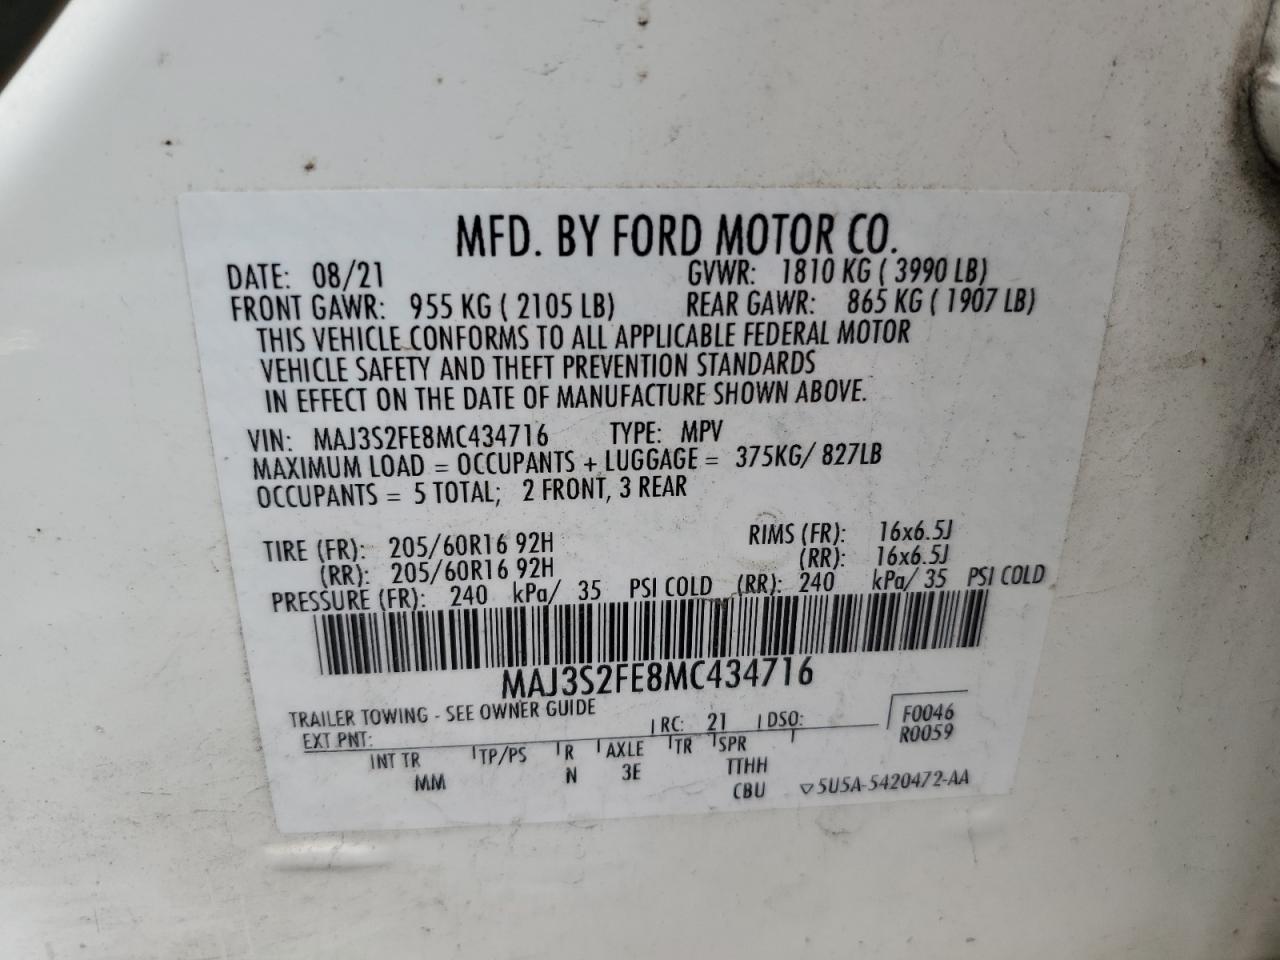 MFD. BY FORD MOTOR CO.
DATE: 08/21 GVWR: 1810 KG ( 3990 LB)
FRONT GAWR: 955 KG ( 2105 LB) REAR GAWR: 865 KG ( 1907 LB)
THIS VEHICLE CONFORMS TO ALL APPLICABLE FEDERAL MOTOR
VEHICLE SAFETY AND THEFT PREVENTION STANDARDS
IN EFFECT ON THE DATE OF MANUFACTURE SHOWN ABOVE.
VIN: MAJ3S2FE8MC434716 TYPE: MPV
MAXIMUM LOAD = OCCUPANTS + LUGGAGE = 375KG/ 827LB
OCCUPANTS = 5 TOTAL; 2 FRONT, 3 REAR
TIRE (FR): 205/60R16 92H RIMS (FR): 16x6.5J
(RR): 205/60R16 92H (RR): 16x6.5J
PRESSURE (FR): 240 kPa/ 35 PSI COLD (RR): 240 kPa/ 35 PSI COLD
MAJ3S2FE8MC434716
TRAILER TOWING - SEE OWNER GUIDE
EXT PNT: RC: 21 DSO: F0046
R0059
INT TR TP/PS R AXLE TR SPR
MM N 3E TTHH
CBU ▽5U5A-5420472-AA